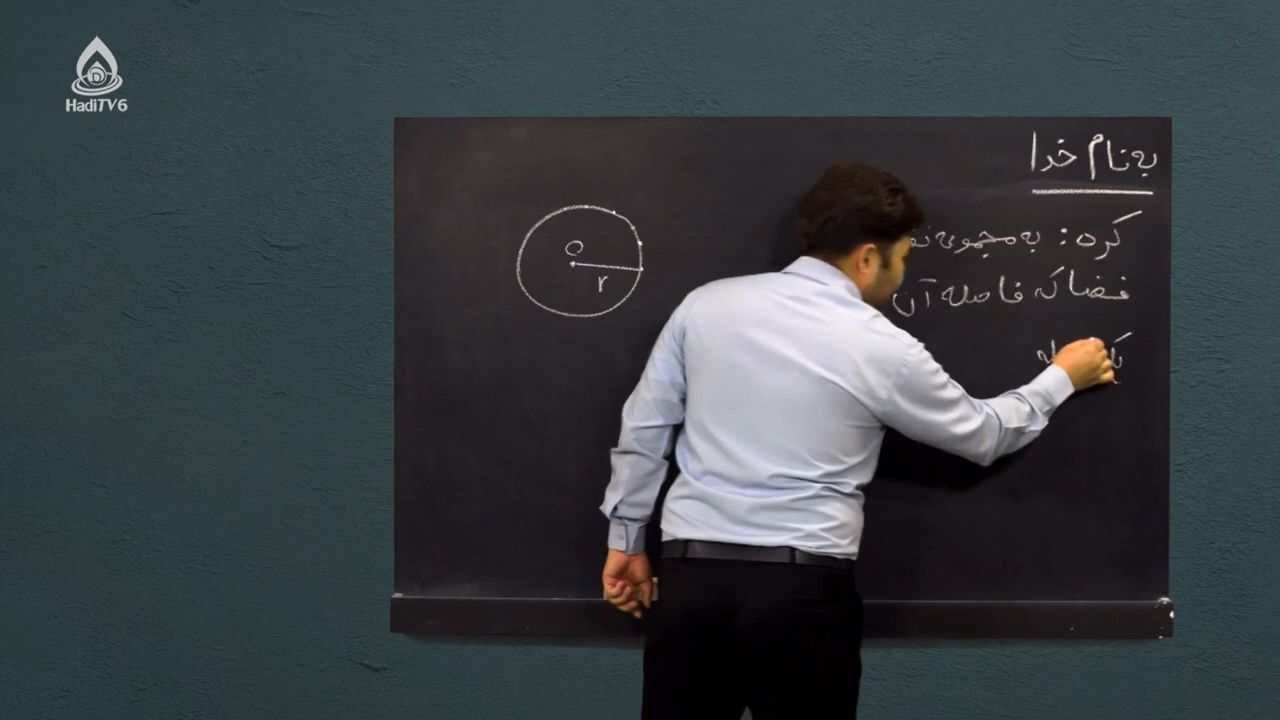 HadiTV6
به نام خدا
کره: به مجموعه
فضا که فاصله آن
O
r